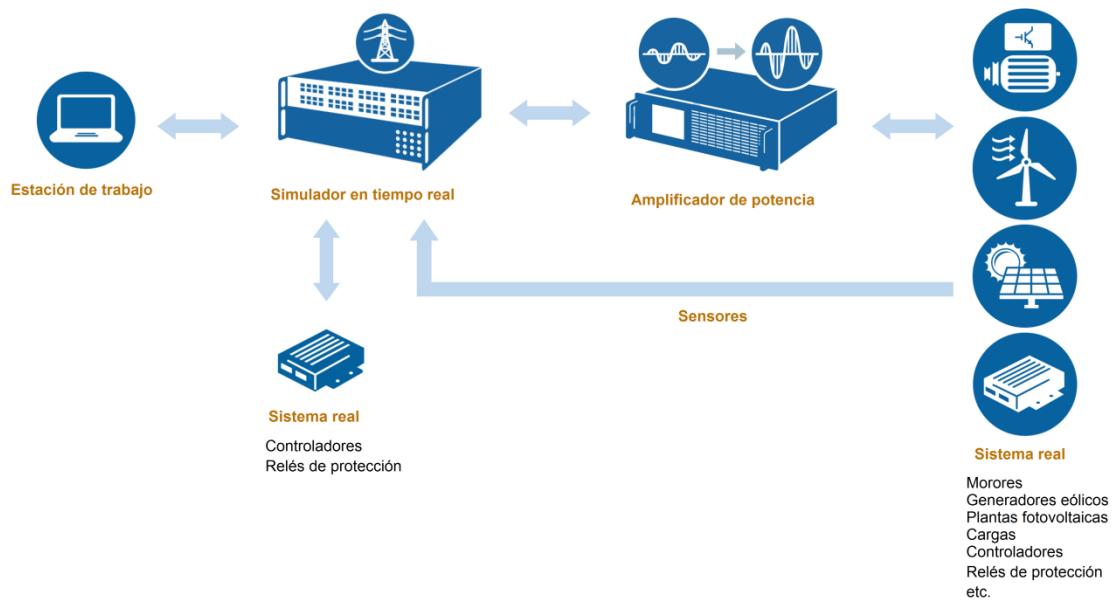 Estación de trabajo
Simulador en tiempo real
Amplificador de potencia
Sensores
Sistema real
Controladores
Relés de protección
Sistema real
Morores
Generadores eólicos
Plantas fotovoltaicas
Cargas
Controladores
Relés de protección
etc.